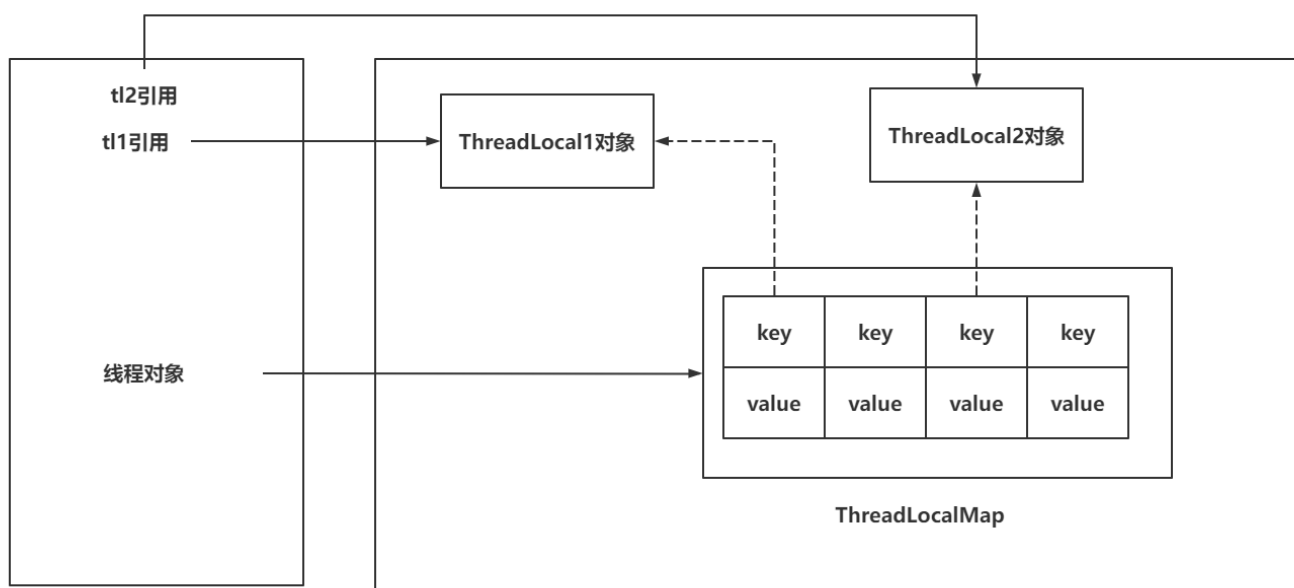 tl2引用
tl1引用
ThreadLocal1对象
ThreadLocal2对象
线程对象
key key key key
value value value value
ThreadLocalMap